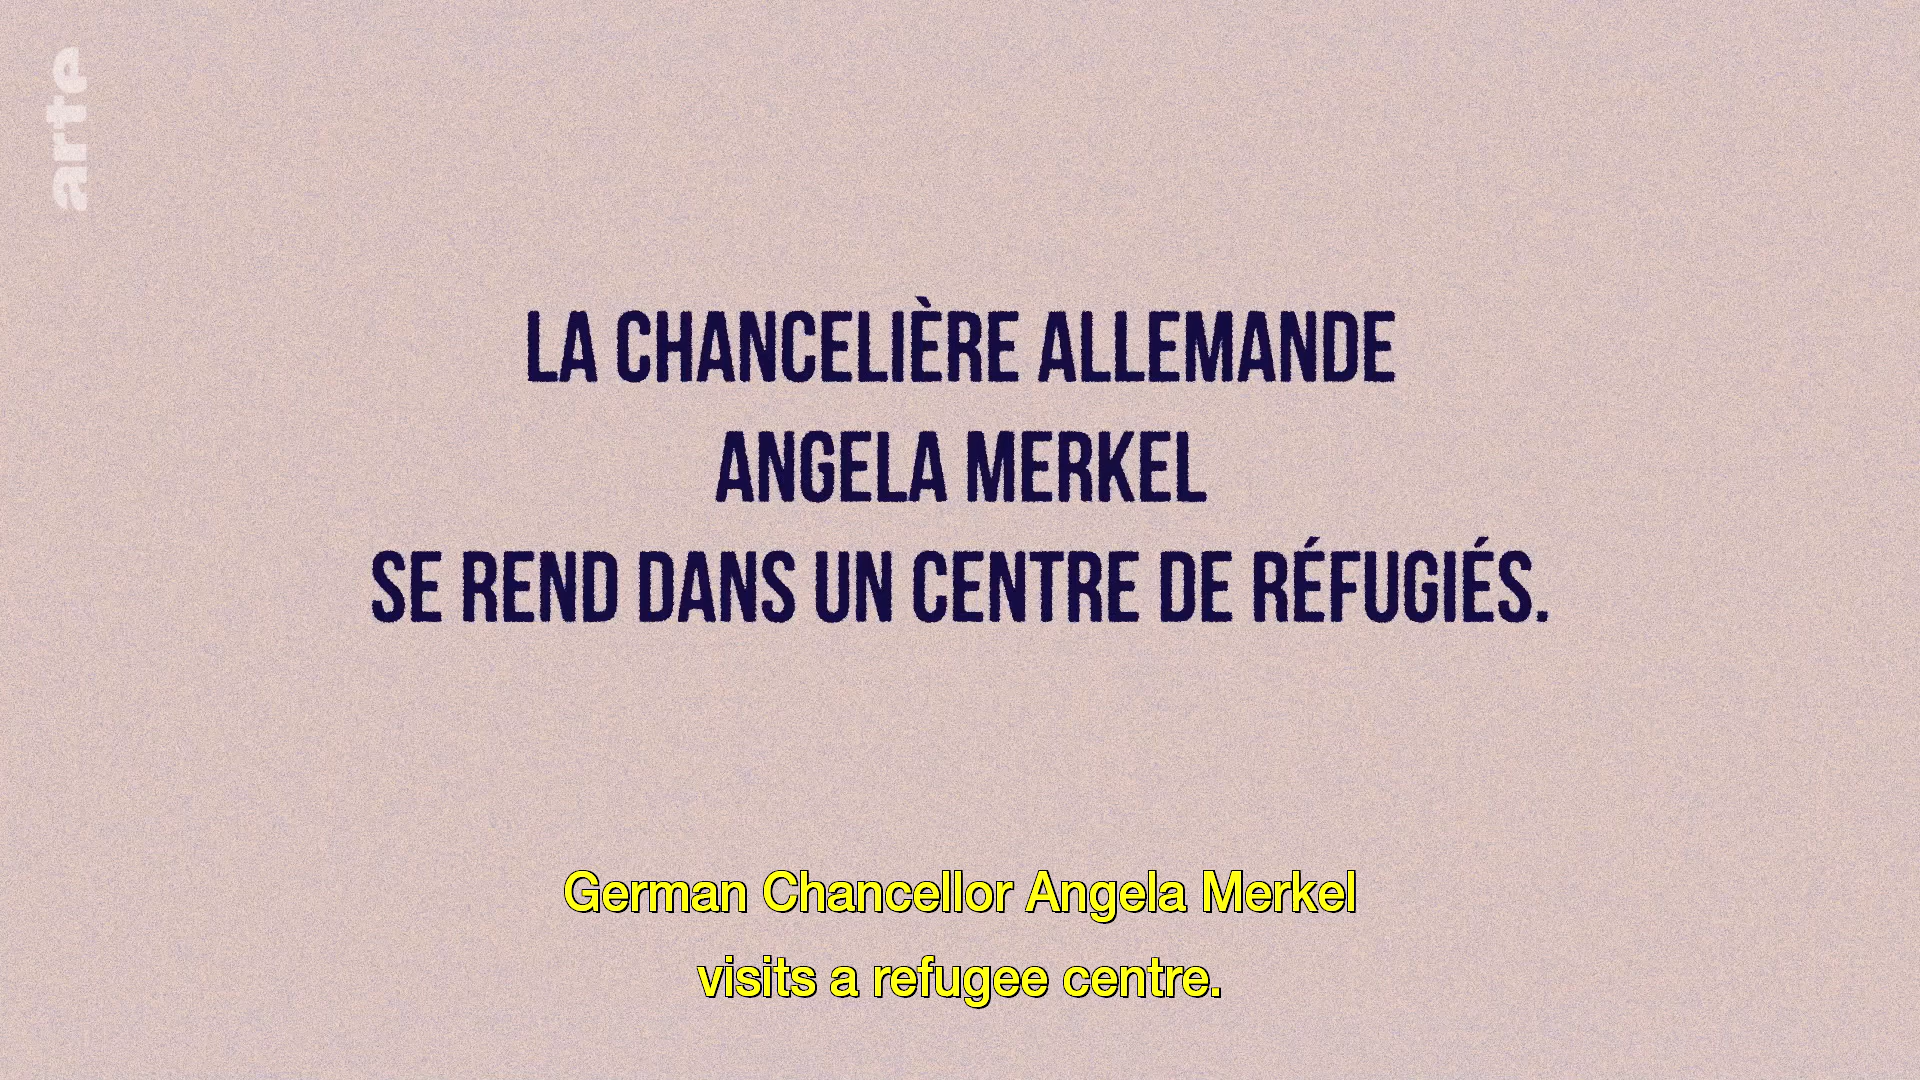 arte
LA CHANCELIÈRE ALLEMANDE
ANGELA MERKEL
SE REND DANS UN CENTRE DE RÉFUGIÉS.
German Chancellor Angela Merkel
visits a refugee centre.